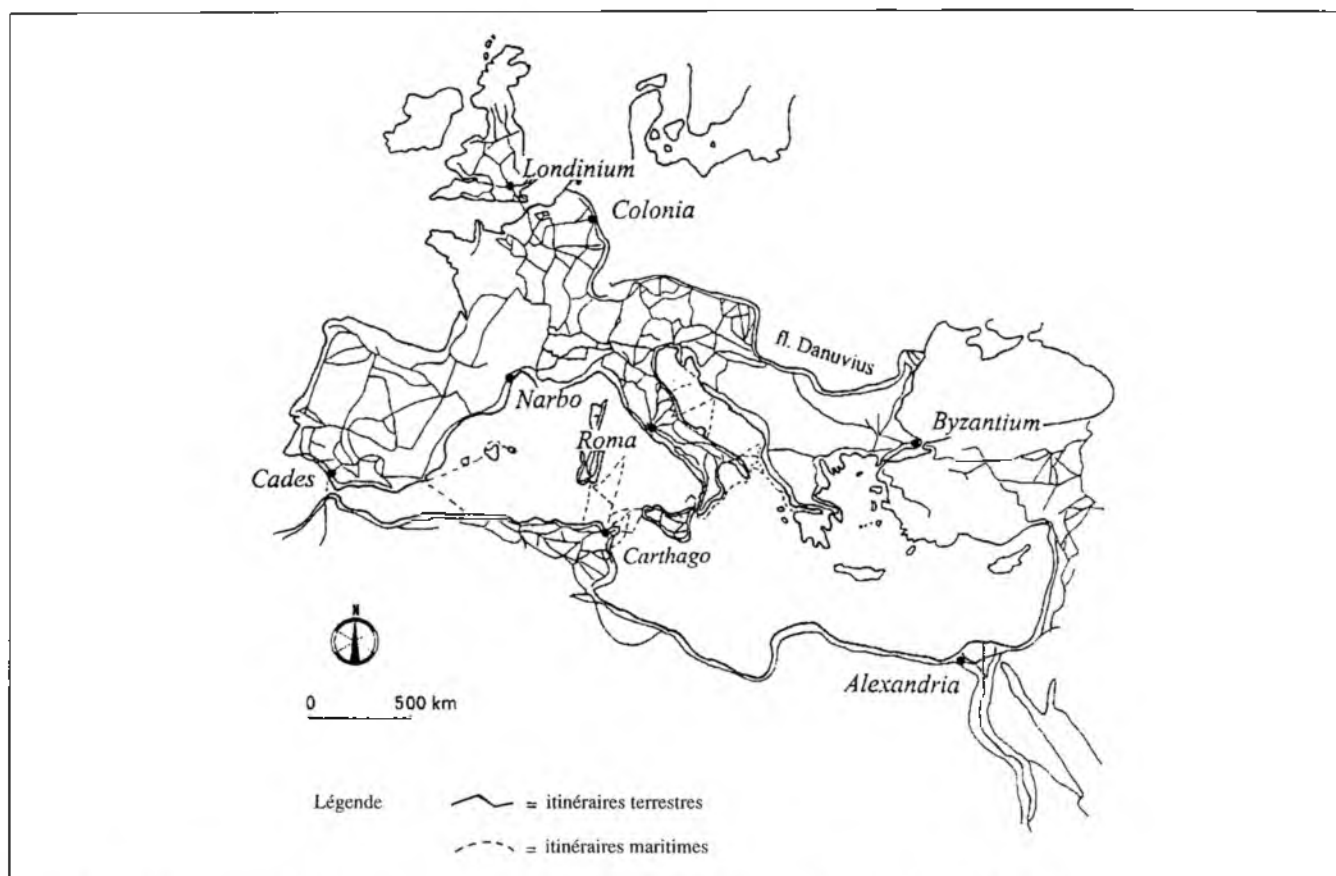 Londinium
Colonia
fl. Danuvius
Narbo
Roma
Byzantium
Cades
Carthago
N
Alexandria
0 500 km
Légende
= itinéraires terrestres
= itinéraires maritimes